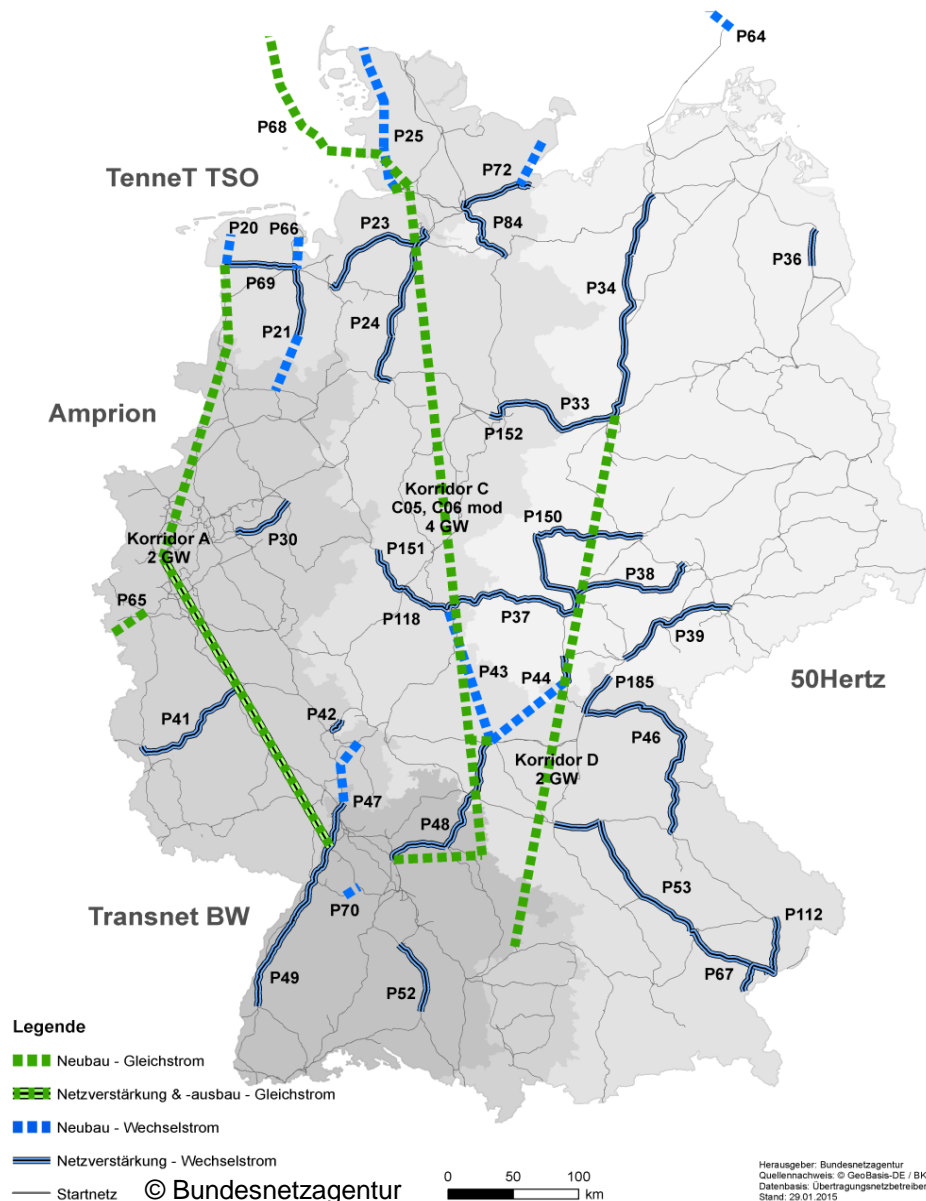 P64
P68
P25
TenneT TSO
P72
P20
P66
P23
P84
P36
P69
P34
P24
P21
Amprion
P33
P152
Korridor C
C05, C06 mod
4 GW
P150
Korridor A
2 GW
P30
P151
P38
P65
P118
P37
P39
P43
P44
50Hertz
P185
P41
P42
P46
Korridor D
2 GW
P47
P48
P53
Transnet BW
P70
P112
P67
P49
P52
Legende
Neubau - Gleichstrom
Netzverstärkung & -ausbau - Gleichstrom
Neubau - Wechselstrom
Netzverstärkung - Wechselstrom
Startnetz
© Bundesnetzagentur
0 50 100
km
Herausgeber: Bundesnetzagentur
Quellennachweis: © GeoBasis-DE / BK
Datenbasis: Übertragungsnetzbetreiber
Stand: 29.01.2015